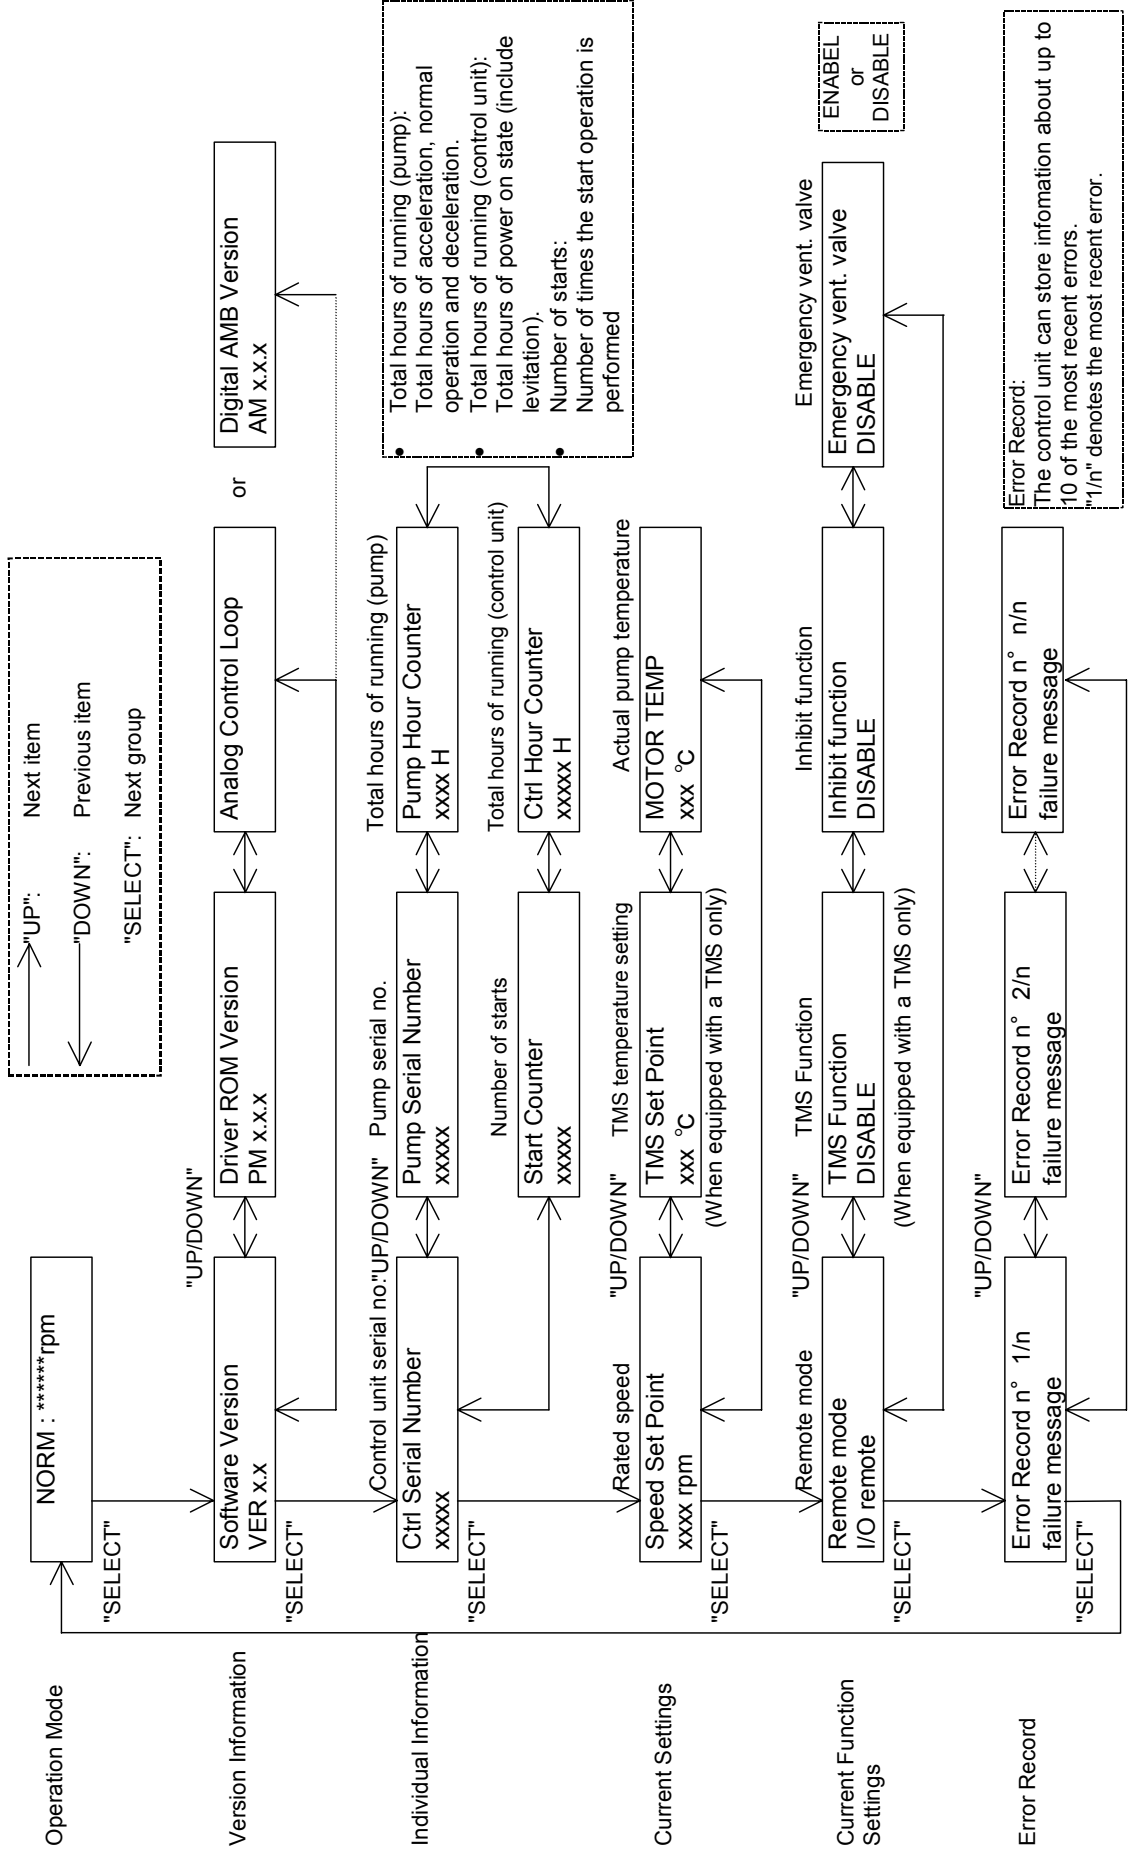 "UP": Next item
"DOWN": Previous item
"SELECT": Next group
Operation Mode
NORM : ******rpm
"SELECT"
"UP/DOWN"
Version Information
Software Version
VER x.x
Driver ROM Version
PM x.x.x
Analog Control Loop
or
Digital AMB Version
AM x.x.x
"SELECT"
Control unit serial no.
"UP/DOWN"
Pump serial no.
Total hours of running (pump)
Individual Information
Ctrl Serial Number
xxxxx
Pump Serial Number
xxxxx
Pump Hour Counter
xxxx H
"SELECT"
Number of starts
Total hours of running (control unit)
Start Counter
xxxxx
Ctrl Hour Counter
xxxxx H
• Total hours of running (pump):
Total hours of acceleration, normal
operation and deceleration.
• Total hours of running (control unit):
Total hours of power on state (include
levitation).
• Number of starts:
Number of times the start operation is
performed
Rated speed
"UP/DOWN"
TMS temperature setting
Actual pump temperature
Current Settings
Speed Set Point
xxxx rpm
TMS Set Point
xxx °C
MOTOR TEMP
xxx °C
"SELECT"
(When equipped with a TMS only)
Remote mode
"UP/DOWN"
TMS Function
Inhibit function
Emergency vent. valve
Current Function
Settings
Remote mode
I/O remote
TMS Function
DISABLE
Inhibit function
DISABLE
Emergency vent. valve
DISABLE
ENABEL
or
DISABLE
"SELECT"
(When equipped with a TMS only)
"UP/DOWN"
Error Record
Error Record n° 1/n
failure message
Error Record n° 2/n
failure message
Error Record n° n/n
failure message
"SELECT"
Error Record:
The control unit can store infomation about up to
10 of the most recent errors.
"1/n" denotes the most recent error.